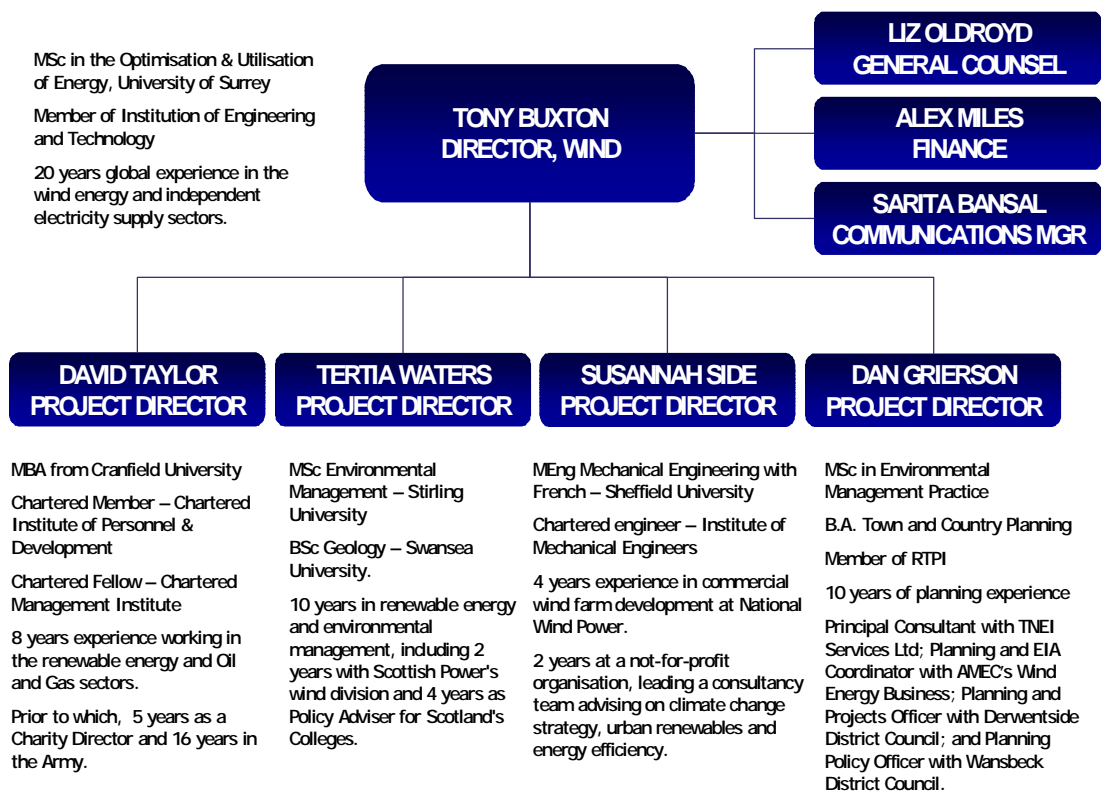 MSc in the Optimisation & Utilisation
of Energy, University of Surrey
Member of Institution of Engineering
and Technology
20 years global experience in the
wind energy and independent
electricity supply sectors.
TONY BUXTON
DIRECTOR, WIND
LIZ OLDROYD
GENERAL COUNSEL
ALEX MILES
FINANCE
SARITA BANSAL
COMMUNICATIONS MGR
DAVID TAYLOR
PROJECT DIRECTOR
MBA from Cranfield University
Chartered Member – Chartered
Institute of Personnel &
Development
Chartered Fellow – Chartered
Management Institute
8 years experience working in
the renewable energy and Oil
and Gas sectors.
Prior to which, 5 years as a
Charity Director and 16 years in
the Army.
TERTIA WATERS
PROJECT DIRECTOR
MSc Environmental
Management – Stirling
University
BSc Geology – Swansea
University.
10 years in renewable energy
and environmental
management, including 2
years with Scottish Power's
wind division and 4 years as
Policy Adviser for Scotland's
Colleges.
SUSANNAH SIDE
PROJECT DIRECTOR
MEng Mechanical Engineering with
French – Sheffield University
Chartered engineer – Institute of
Mechanical Engineers
4 years experience in commercial
wind farm development at National
Wind Power.
2 years at a not-for-profit
organisation, leading a consultancy
team advising on climate change
strategy, urban renewables and
energy efficiency.
DAN GRIERSON
PROJECT DIRECTOR
MSc in Environmental
Management Practice
B.A. Town and Country Planning
Member of RTPI
10 years of planning experience
Principal Consultant with TNEI
Services Ltd; Planning and EIA
Coordinator with AMEC's Wind
Energy Business; Planning and
Projects Officer with Derwentside
District Council; and Planning
Policy Officer with Wansbeck
District Council.